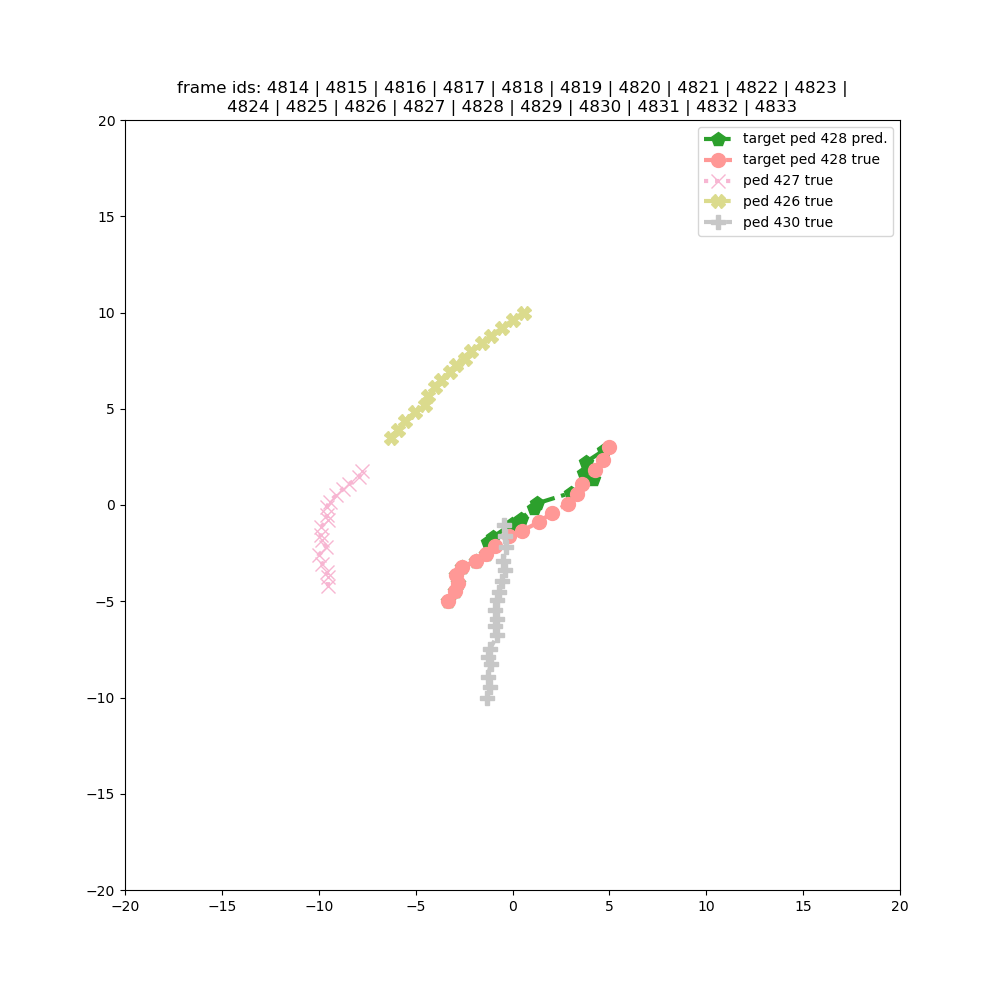 frame ids: 4814 | 4815 | 4816 | 4817 | 4818 | 4819 | 4820 | 4821 | 4822 | 4823 |
4824 | 4825 | 4826 | 4827 | 4828 | 4829 | 4830 | 4831 | 4832 | 4833
target ped 428 pred.
target ped 428 true
ped 427 true
ped 426 true
ped 430 true
20
15
10
5
0
−5
−10
−15
−20
−20 −15 −10 −5 0 5 10 15 20